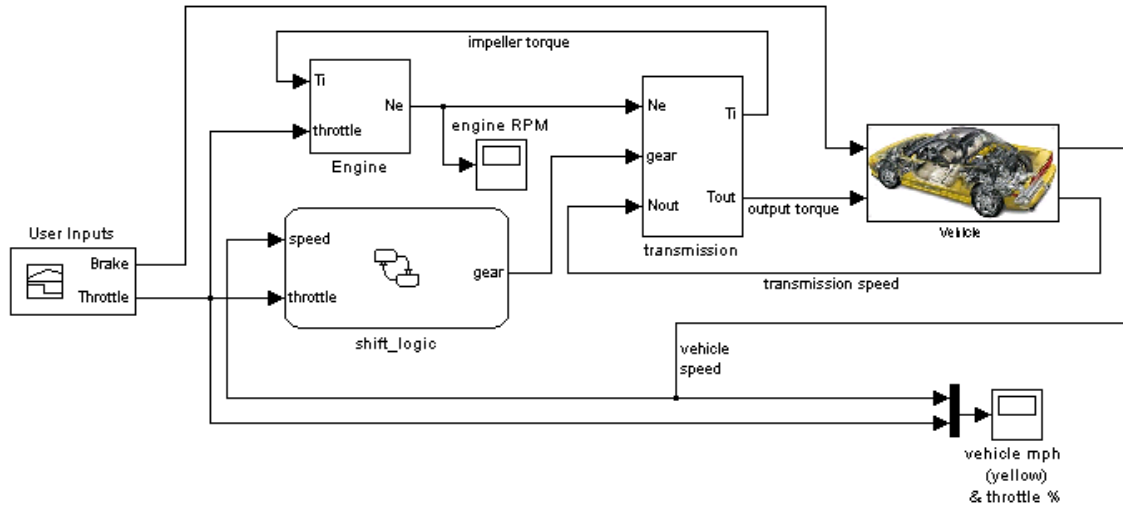 impeller torque
Ti
Ne
throttle
Engine
engine RPM
Ne
gear
Nout
Ti
Tout
transmission
output torque
Vehicle
transmission speed
User Inputs
Brake
Throttle
speed
throttle
gear
shift_logic
vehicle
speed
vehicle mph
(yellow)
& throttle %